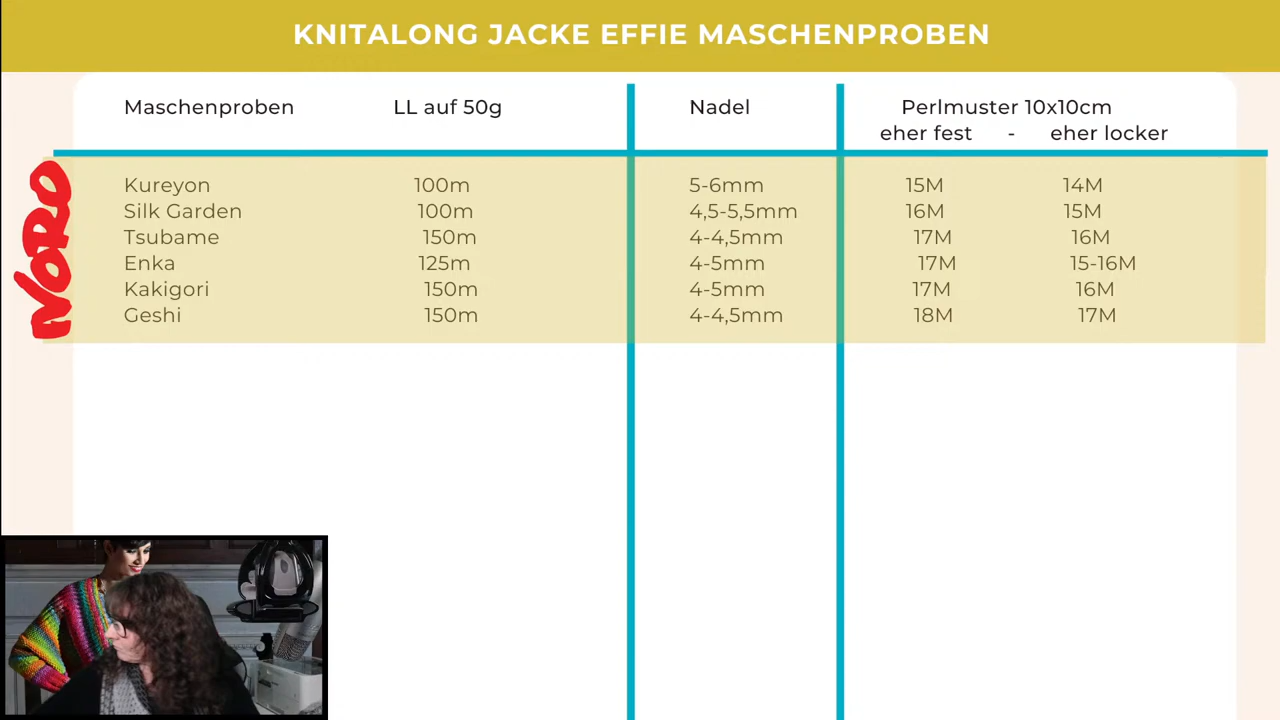 KNITALONG JACKE EFFIE MASCHENPROBEN
Maschenproben LL auf 50g Nadel Perlmuster 10x10cm
eher fest - eher locker
NORO
Kureyon 100m 5-6mm 15M 14M
Silk Garden 100m 4,5-5,5mm 16M 15M
Tsubame 150m 4-4,5mm 17M 16M
Enka 125m 4-5mm 17M 15-16M
Kakigori 150m 4-5mm 17M 16M
Geshi 150m 4-4,5mm 18M 17M